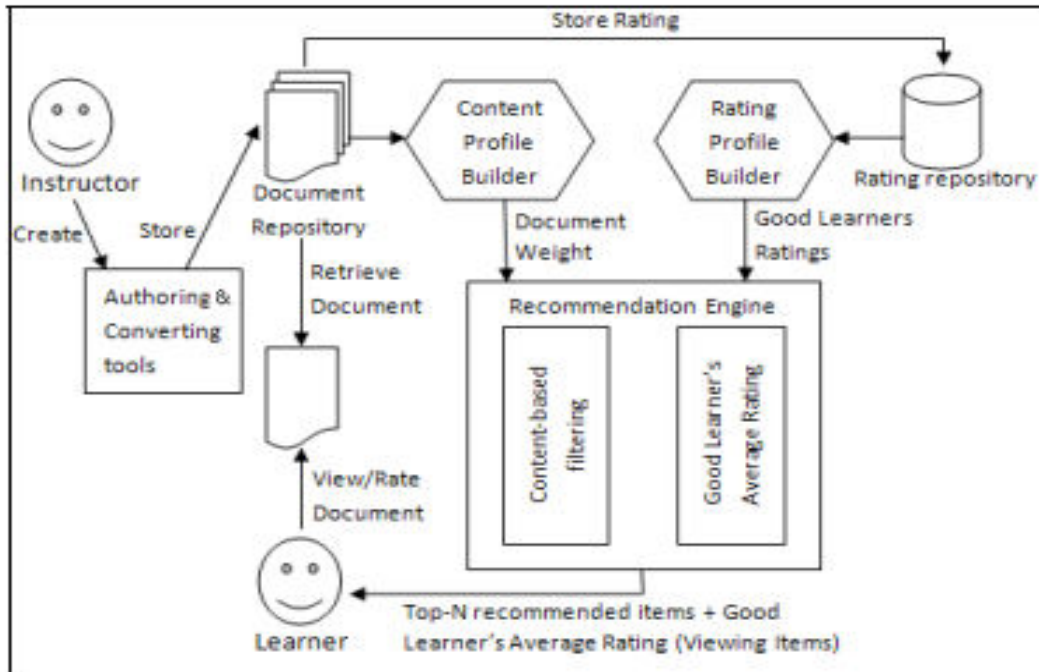 Store Rating
Instructor
Create
Store
Authoring &
Converting
tools
Document
Repository
Retrieve
Document
View/Rate
Document
Learner
Content
Profile
Builder
Document
Weight
Rating
Profile
Builder
Good Learners
Ratings
Rating repository
Recommendation Engine
Content-based
filtering
Good Learner's
Average Rating
Top-N recommended items + Good
Learner's Average Rating (Viewing Items)